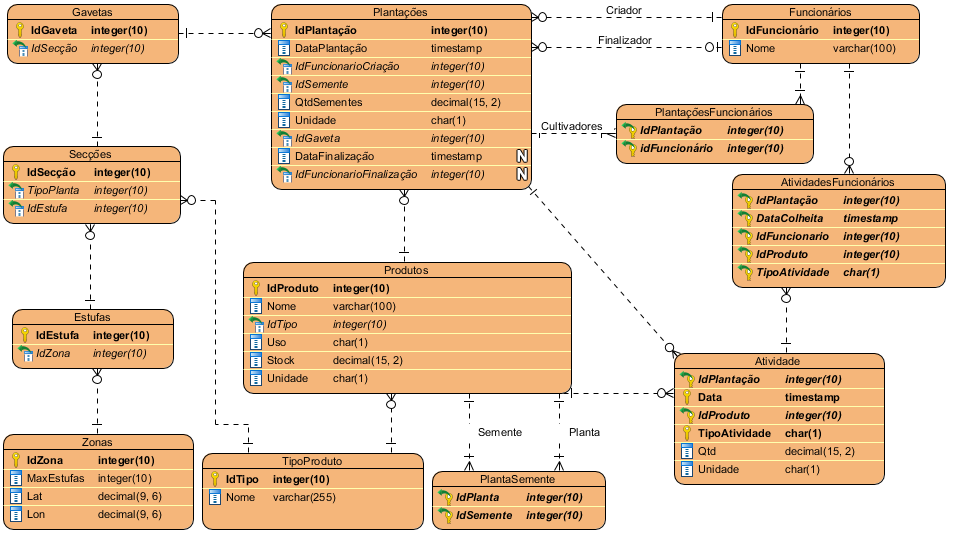 Gavetas
IdGaveta integer(10)
IdSecção integer(10)
Plantações
IdPlantação integer(10)
DataPlantação timestamp
IdFuncionarioCriação integer(10)
IdSemente integer(10)
QtdSementes decimal(15, 2)
Unidade char(1)
IdGaveta integer(10)
DataFinalização timestamp N
IdFuncionarioFinalização integer(10) N
Criador
Finalizador
Cultivadores
Funcionários
IdFuncionário integer(10)
Nome varchar(100)
PlantaçõesFuncionários
IdPlantação integer(10)
idFuncionário integer(10)
Secções
IdSecção integer(10)
TipoPlanta integer(10)
IdEstufa integer(10)
AtividadesFuncionários
IdPlantação integer(10)
DataColheita timestamp
IdFuncionario integer(10)
IdProduto integer(10)
TipoAtividade char(1)
Produtos
IdProduto integer(10)
Nome varchar(100)
IdTipo integer(10)
Uso char(1)
Stock decimal(15, 2)
Unidade char(1)
Estufas
IdEstufa integer(10)
IdZona integer(10)
Atividade
IdPlantação integer(10)
Data timestamp
IdProduto integer(10)
TipoAtividade char(1)
Qtd decimal(15, 2)
Unidade char(1)
Semente
Planta
Zonas
IdZona integer(10)
MaxEstufas integer(10)
Lat decimal(9, 6)
Lon decimal(9, 6)
TipoProduto
IdTipo integer(10)
Nome varchar(255)
PlantaSemente
IdPlanta integer(10)
IdSemente integer(10)